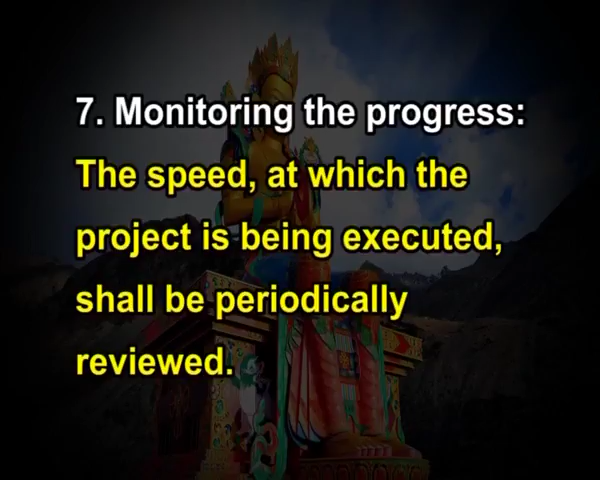 7. Monitoring the progress:
The speed, at which the
project is being executed,
shall be periodically
reviewed.